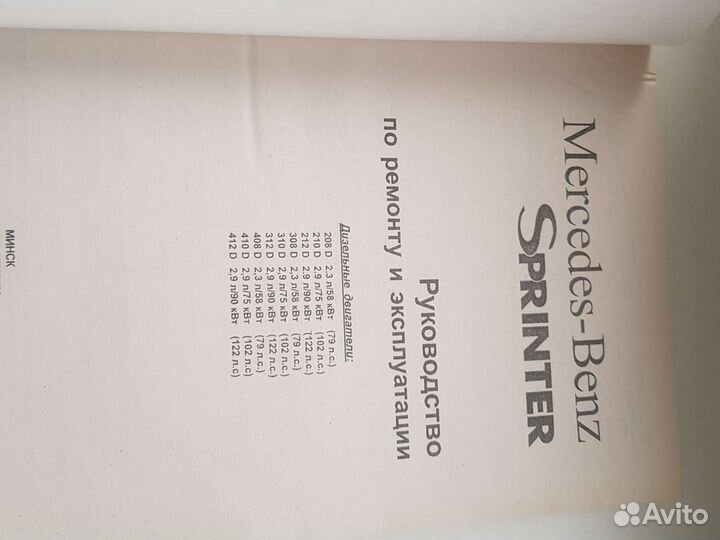 Mercedes-Benz
SPRINTER
Руководство
по ремонту и эксплуатации
Дизельные двигатели:
208 D 2,3 л/58 кВт (79 л.с.)
210 D 2,9 л/75 кВт (102 л.с.)
212 D 2,9 л/90 кВт (122 л.с.)
308 D 2,3 л/58 кВт (79 л.с.)
310 D 2,9 л/75 кВт (102 л.с.)
312 D 2,9 л/90 кВт (122 л.с.)
408 D 2,3 л/58 кВт (79 л.с.)
410 D 2,9 л/75 кВт (102 л.с.)
412 D 2,9 л/90 кВт (122 л.с.)
МИНСК
Avito